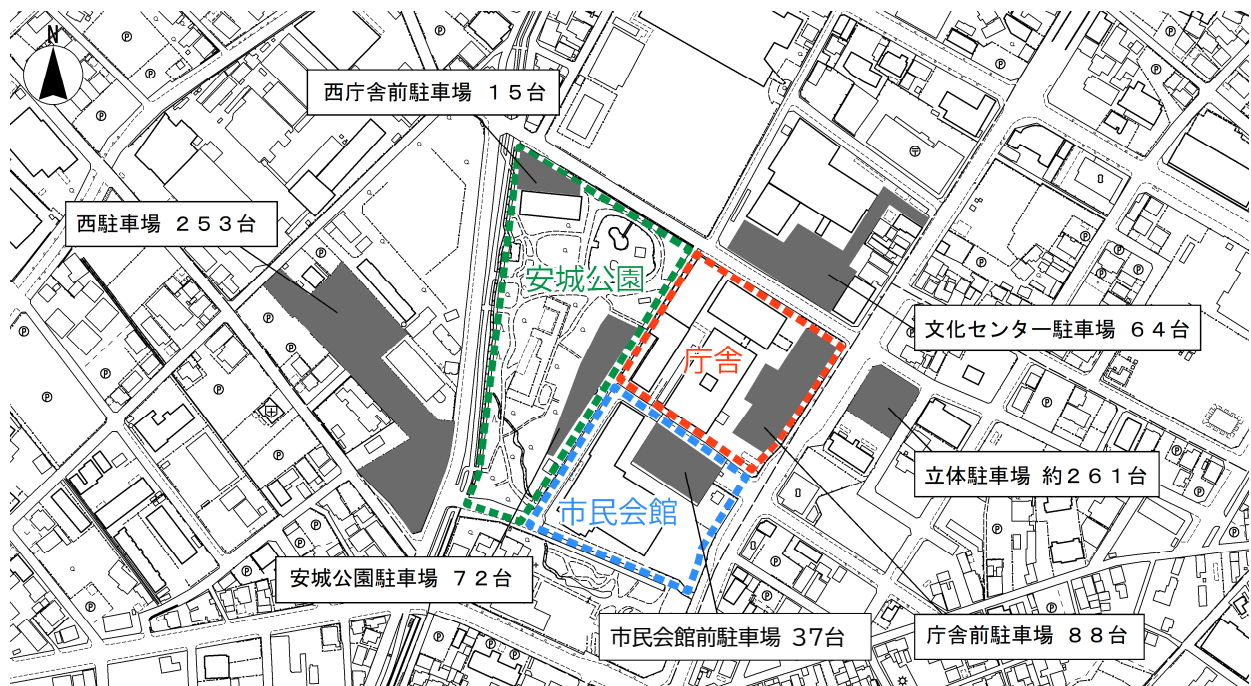 N
西庁舎前駐車場 15台
西駐車場 253台
安城公園
庁舎
文化センター駐車場 64台
立体駐車場 約261台
市民会館
安城公園駐車場 72台
市民会館前駐車場 37台
庁舎前駐車場 88台